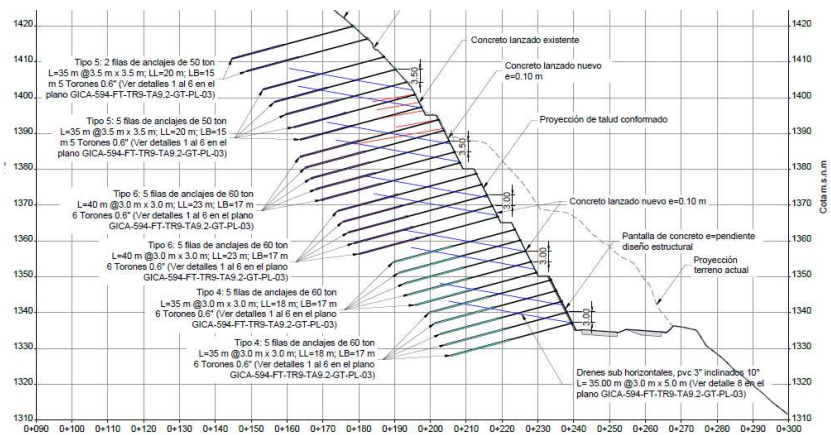 1420
1410
1400
1390
1380
1370
1360
1350
1340
1330
1320
1310
Tipo 5: 2 filas de anclajes de 50 ton
L=35 m @3.5 m x 3.5 m; LL=20 m; LB=15
m 5 Torones 0.6" (Ver detalles 1 al 6 en el
plano GICA-594-FT-TR9-TA9.2-GT-PL-03)
Tipo 5: 5 filas de anclajes de 50 ton
L=35 m @3.5 m x 3.5 m; LL=20 m; LB=15
m 5 Torones 0.6" (Ver detalles 1 al 6 en el
plano GICA-594-FT-TR9-TA9.2-GT-PL-03)
Tipo 6: 5 filas de anclajes de 60 ton
L=40 m @3.0 m x 3.0 m; LL=23 m; LB=17 m
6 Torones 0.6" (Ver detalles 1 al 6 en el plano
GICA-594-FT-TR9-TA9.2-GT-PL-03)
Tipo 6: 5 filas de anclajes de 60 ton
L=40 m @3.0 m x 3.0 m; LL=23 m; LB=17 m
6 Torones 0.6" (Ver detalles 1 al 6 en el plano
GICA-594-FT-TR9-TA9.2-GT-PL-03)
Tipo 4: 5 filas de anclajes de 60 ton
L=35 m @3.0 m x 3.0 m; LL=18 m; LB=17 m
6 Torones 0.6" (Ver detalles 1 al 6 en el plano
GICA-594-FT-TR9-TA9.2-GT-PL-03)
Tipo 4: 5 filas de anclajes de 60 ton
L=35 m @3.0 m x 3.0 m; LL=18 m; LB=17 m
6 Torones 0.6" (Ver detalles 1 al 6 en el plano
GICA-594-FT-TR9-TA9.2-GT-PL-03)
3.50
3.50
3.00
3.00
3.00
Concreto lanzado existente
Concreto lanzado nuevo
e=0.10 m
Proyección de talud conformado
Concreto lanzado nuevo e=0.10 m
Pantalla de concreto e=pendiente
diseño estructural
Proyección
terreno actual
Drenes sub horizontales, pvc 3" inclinados 10°
L= 35.00 m @3.0 m x 5.0 m (Ver detalle 8 en el
plano GICA-594-FT-TR9-TA9.2-GT-PL-03)
1420
1410
1400
1390
1380
1370
1360
1350
1340
1330
1320
1310
Cota m.s.n.m
0+090
0+100
0+110
0+120
0+130
0+140
0+150
0+160
0+170
0+180
0+190
0+200
0+210
0+220
0+230
0+240
0+250
0+260
0+270
0+280
0+290
0+300